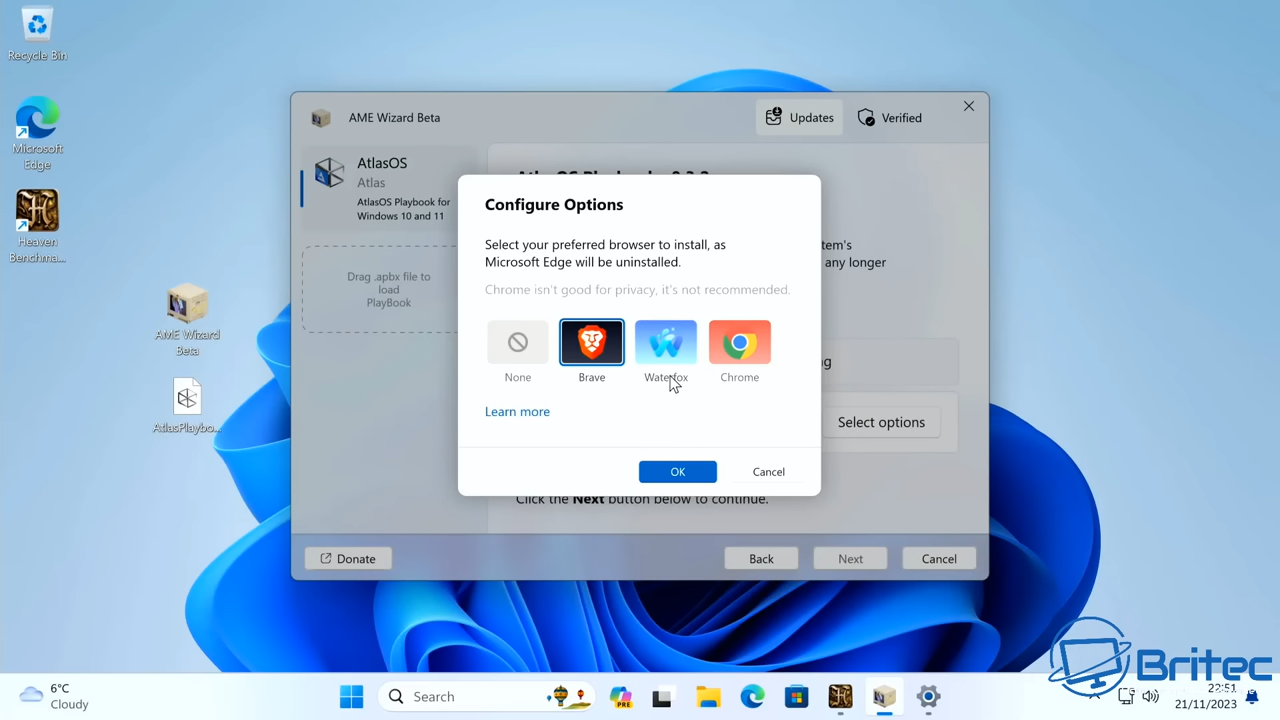 Recycle Bin
Microsoft
Edge
Heaven
Benchma...
AME Wizard
Beta
AtlasPlaybo...
AME Wizard Beta
Updates
Verified
AtlasOS
Atlas
AtlasOS Playbook for
Windows 10 and 11
Drag .apbx file to
load
PlayBook
tem's
any longer
Select options
Click the Next button below to continue.
Donate
Back
Next
Cancel
Configure Options
Select your preferred browser to install, as
Microsoft Edge will be uninstalled.
Chrome isn't good for privacy, it's not recommended.
None
Brave
Waterfox
Chrome
Learn more
OK
Cancel
6°C
Cloudy
Search
PRE
22:51
21/11/2023
Britec